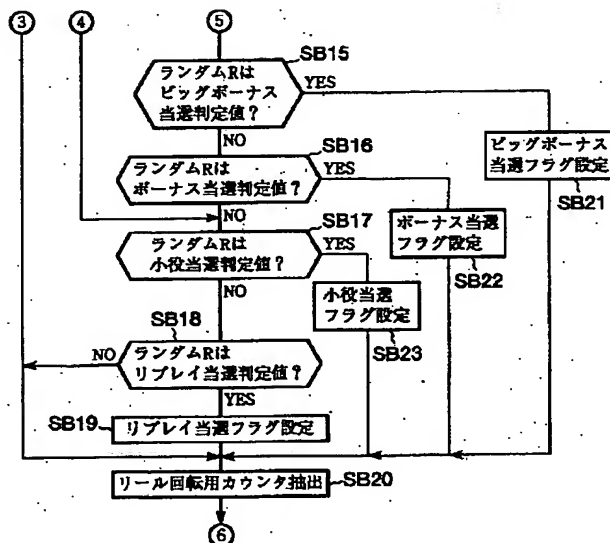 ③
④
⑤
SB15
ランダムRは
ビッグボーナス
当選判定値?
YES
NO
SB16
ランダムRは
ボーナス当選判定値?
YES
NO
ビッグボーナス
当選フラグ設定
SB21
SB17
ランダムRは
小役当選判定値?
YES
NO
ボーナス当選
フラグ設定
SB22
小役当選
フラグ設定
SB23
SB18
NO
ランダムRは
リプレイ当選判定値?
YES
SB19
リプレイ当選フラグ設定
リール回転用カウンタ抽出
SB20
⑥